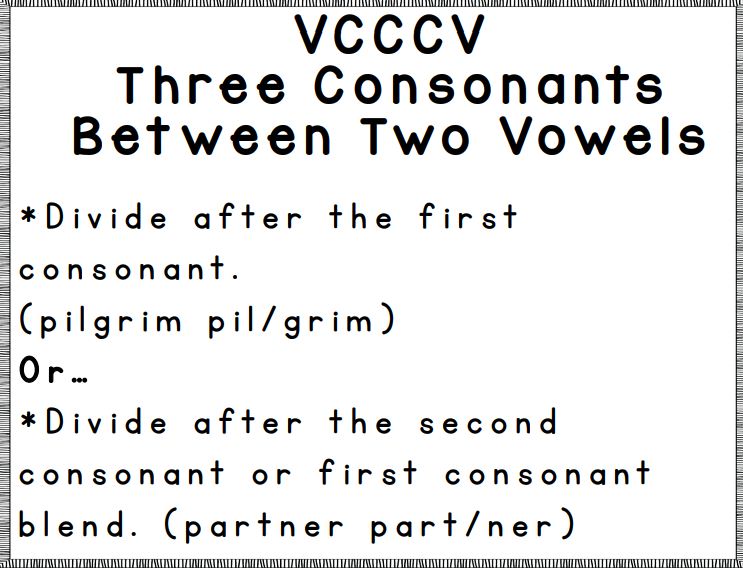 VCCCV
Three Consonants
Between Two Vowels
*Divide after the first
consonant.
(pilgrim pil/grim)
Or…
*Divide after the second
consonant or first consonant
blend. (partner part/ner)